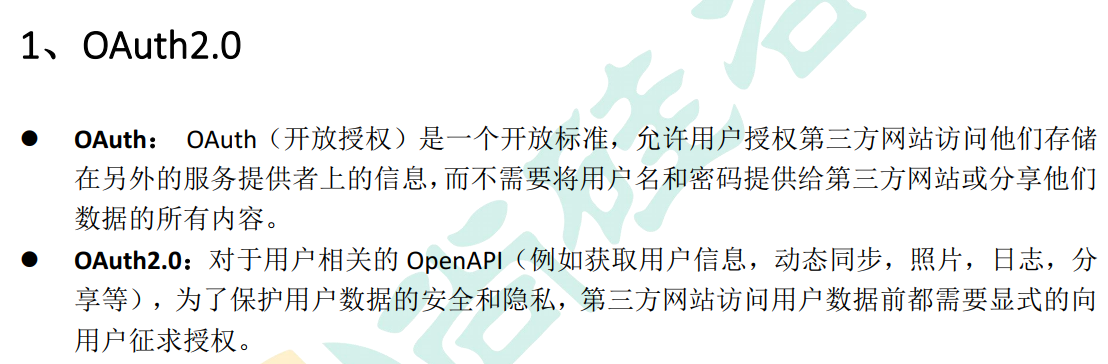 1、OAuth2.0
● OAuth： OAuth（开放授权）是一个开放标准，允许用户授权第三方网站访问他们存储
在另外的服务提供者上的信息，而不需要将用户名和密码提供给第三方网站或分享他们
数据的所有内容。
● OAuth2.0：对于用户相关的 OpenAPI（例如获取用户信息，动态同步，照片，日志，分
享等），为了保护用户数据的安全和隐私，第三方网站访问用户数据前都需要显式的向
用户征求授权。